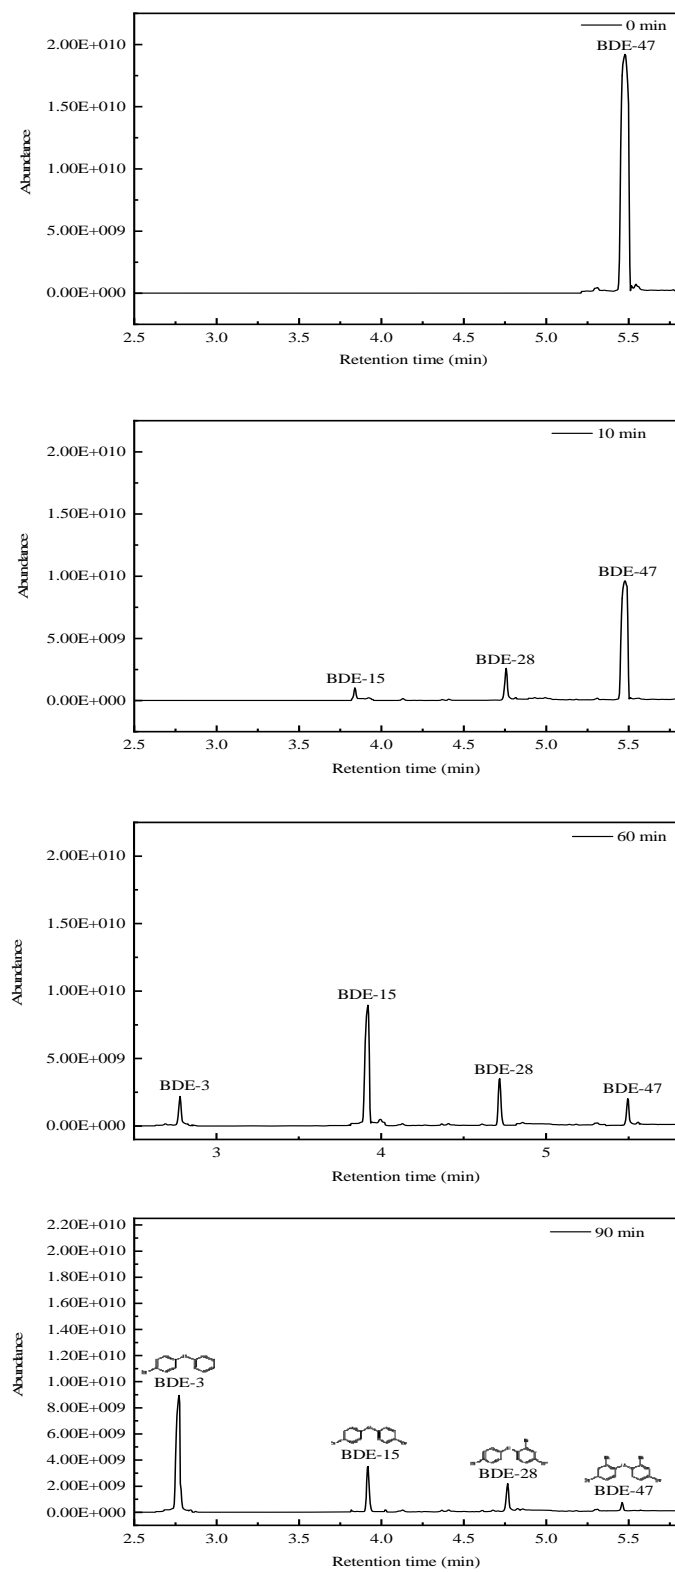 0 min
BDE-47
2.00E+010
1.50E+010
1.00E+010
5.00E+009
0.00E+000
Abundance
2.5 3.0 3.5 4.0 4.5 5.0 5.5
Retention time (min)
10 min
2.00E+010
1.50E+010
1.00E+010
5.00E+009
0.00E+000
Abundance
BDE-47
BDE-28
BDE-15
2.5 3.0 3.5 4.0 4.5 5.0 5.5
Retention time (min)
60 min
2.00E+010
1.50E+010
1.00E+010
5.00E+009
0.00E+000
Abundance
BDE-15
BDE-3
BDE-28
BDE-47
3 4 5
Retention time (min)
90 min
2.20E+010
2.00E+010
1.80E+010
1.60E+010
1.40E+010
1.20E+010
1.00E+010
8.00E+009
6.00E+009
4.00E+009
2.00E+009
0.00E+000
Abundance
BDE-3
BDE-15
BDE-28
BDE-47
2.5 3.0 3.5 4.0 4.5 5.0 5.5
Retention time (min)